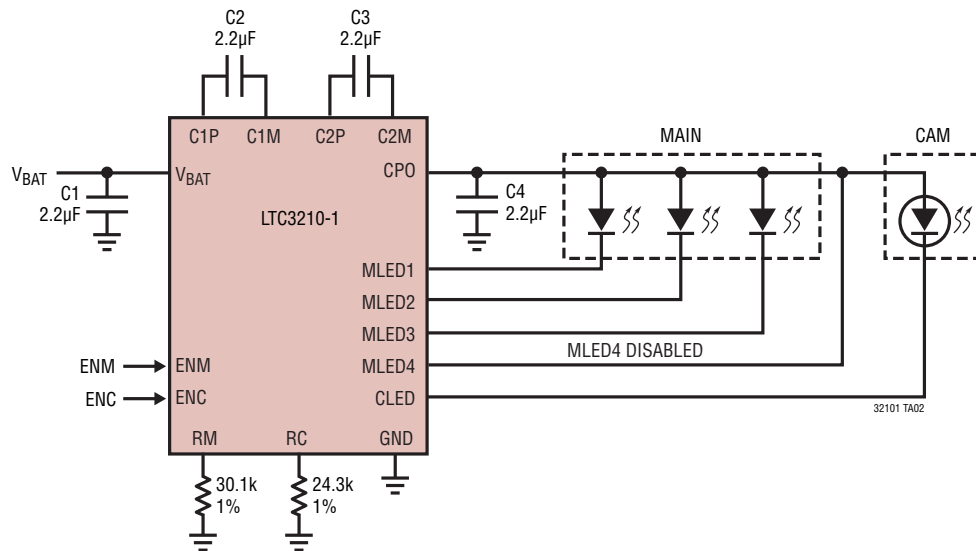 C2
2.2µF
C3
2.2µF
C1P
C1M
C2P
C2M
MAIN
CAM
VBAT
VBAT
CPO
C1
2.2µF
LTC3210-1
C4
2.2µF
MLED1
MLED2
MLED3
MLED4 DISABLED
ENM
ENM
MLED4
ENC
ENC
CLED
32101 TA02
RM
RC
GND
30.1k
1%
24.3k
1%